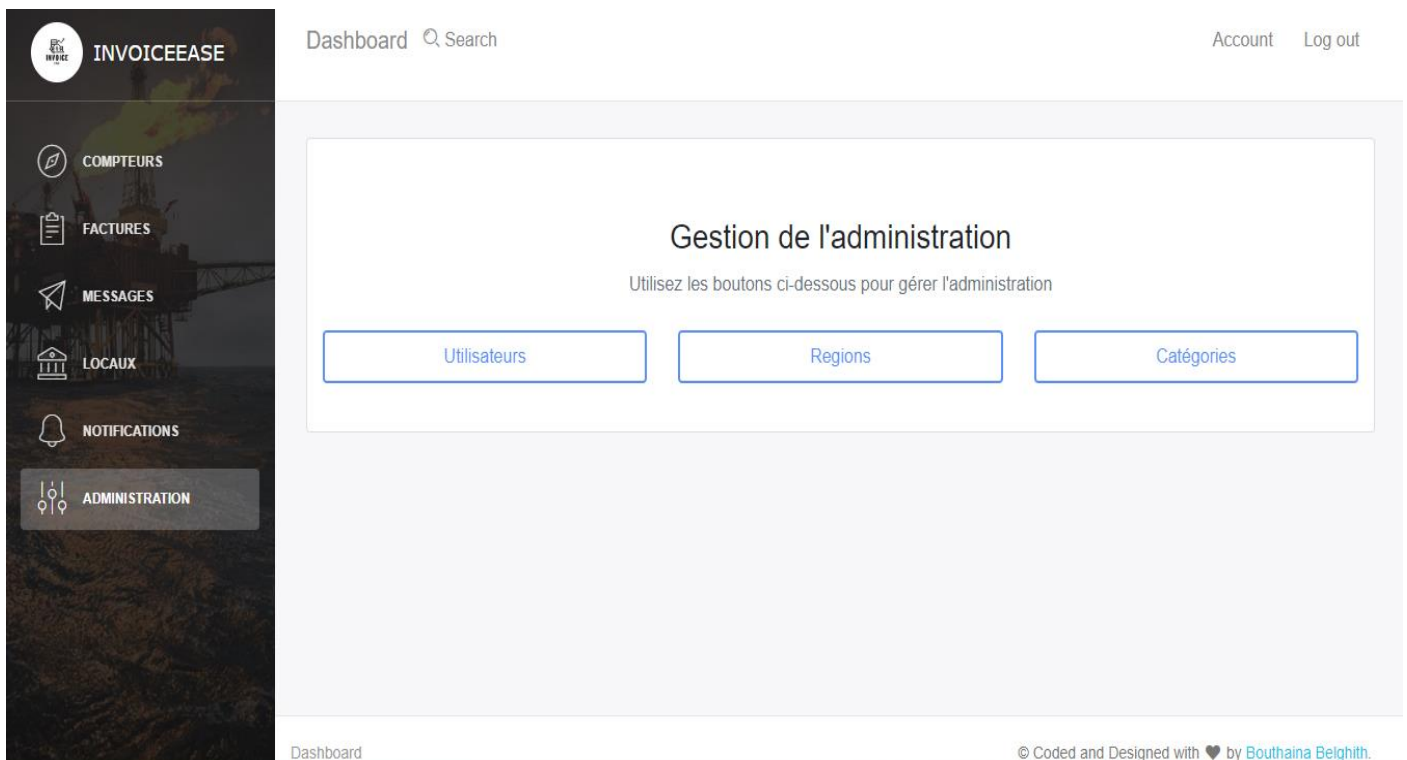 INVOICE
INVOICEEASE
Dashboard Search
Account Log out
COMPTEURS
FACTURES
MESSAGES
LOCAUX
NOTIFICATIONS
ADMINISTRATION
Gestion de l'administration
Utilisez les boutons ci-dessous pour gérer l'administration
Utilisateurs Regions Catégories
Dashboard
© Coded and Designed with ♥ by Bouthaina Belghith.